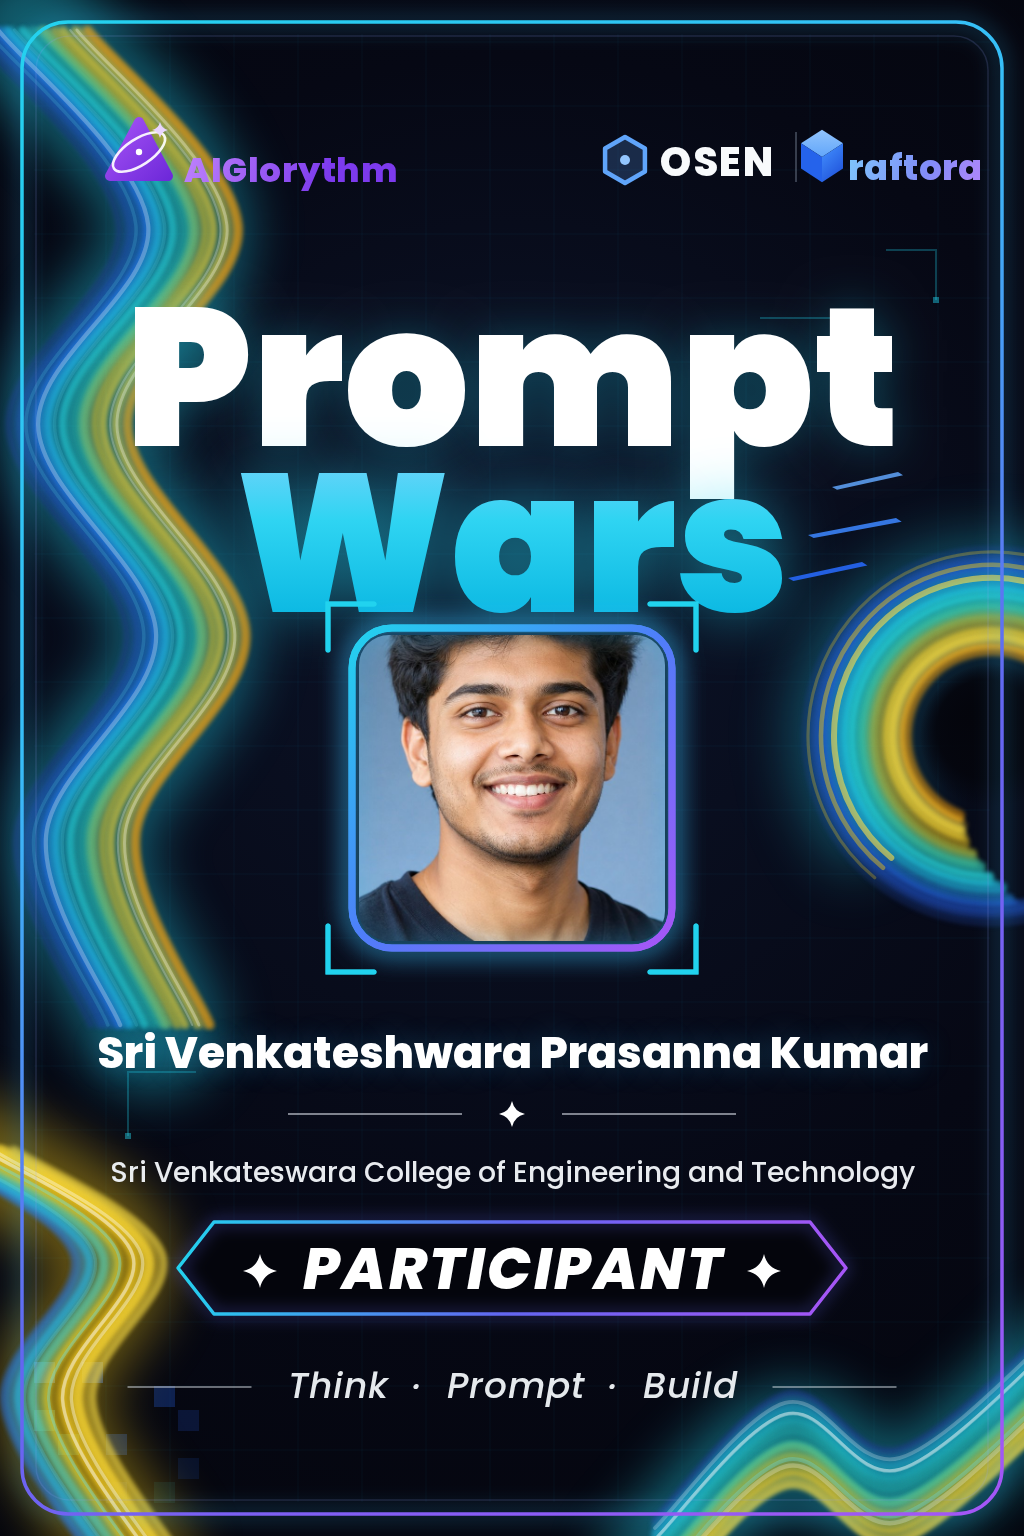 AIGlorythm
OSEN
raftora
Prompt
Wars
Sri Venkateshwara Prasanna Kumar
Sri Venkateswara College of Engineering and Technology
PARTICIPANT
Think · Prompt · Build